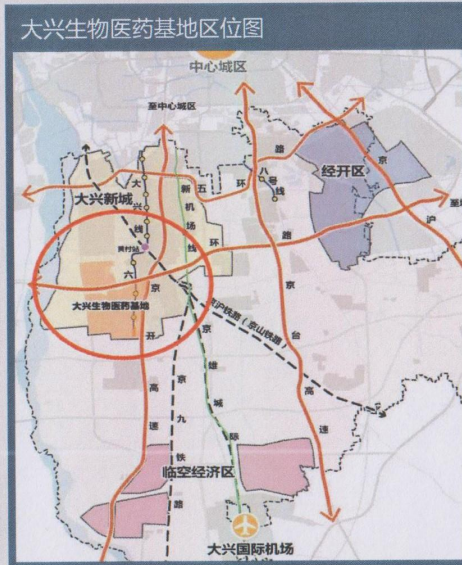 大兴生物医药基地区位图
中心城区
至中心城区
经开区
大兴新城
大兴线
新机场线
五环路
八号线
京沪
黄村站
六环路
大兴生物医药基地
京开高速
京沪铁路(京山铁路)
京台高速
京九铁路
京雄城际
临空经济区
大兴国际机场